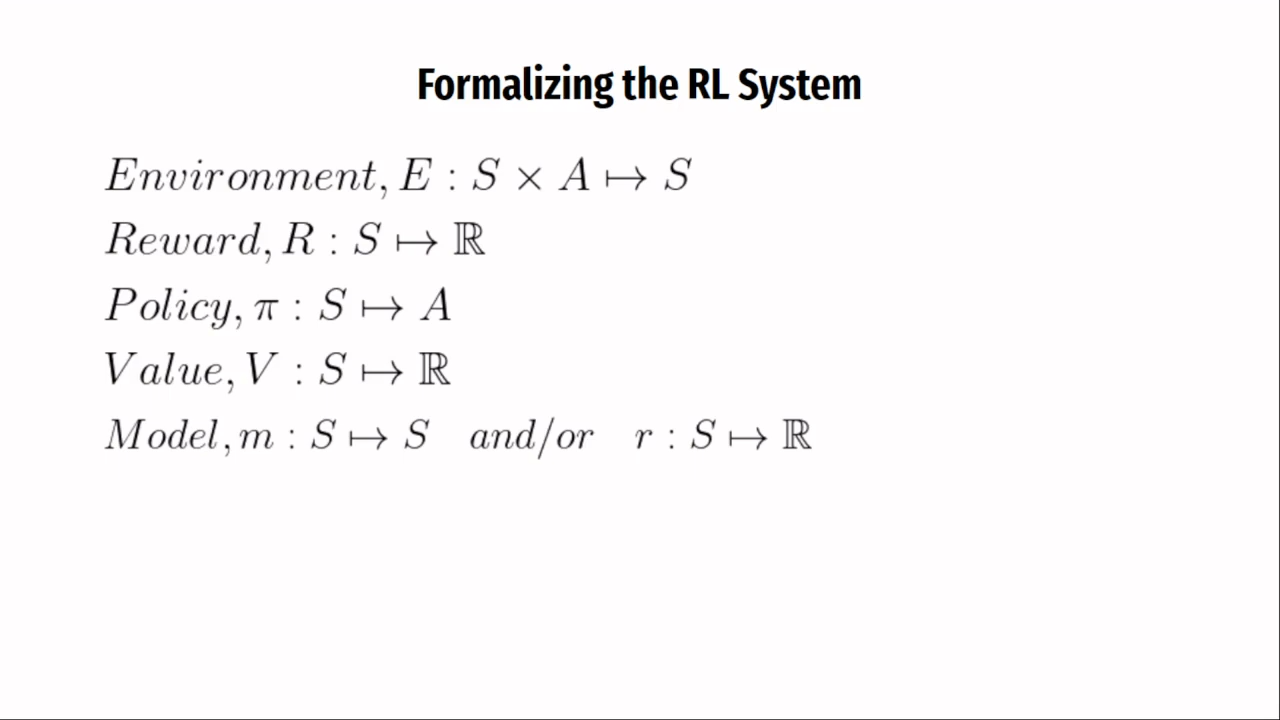 Formalizing the RL System
Environment, E : S × A ↦ S
Reward, R : S ↦ ℝ
Policy, π : S ↦ A
Value, V : S ↦ ℝ
Model, m : S ↦ S and/or r : S ↦ ℝ